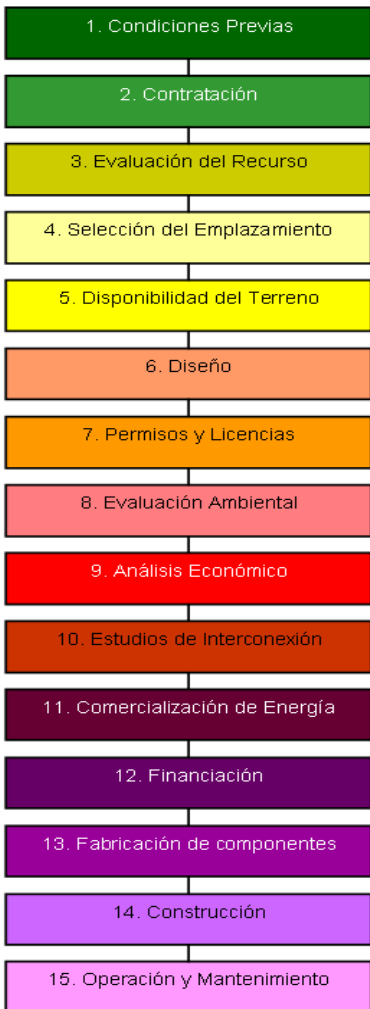 1. Condiciones Previas
2. Contratación
3. Evaluación del Recurso
4. Selección del Emplazamiento
5. Disponibilidad del Terreno
6. Diseño
7. Permisos y Licencias
8. Evaluación Ambiental
9. Análisis Económico
10. Estudios de Interconexión
11. Comercialización de Energía
12. Financiación
13. Fabricación de componentes
14. Construcción
15. Operación y Mantenimiento